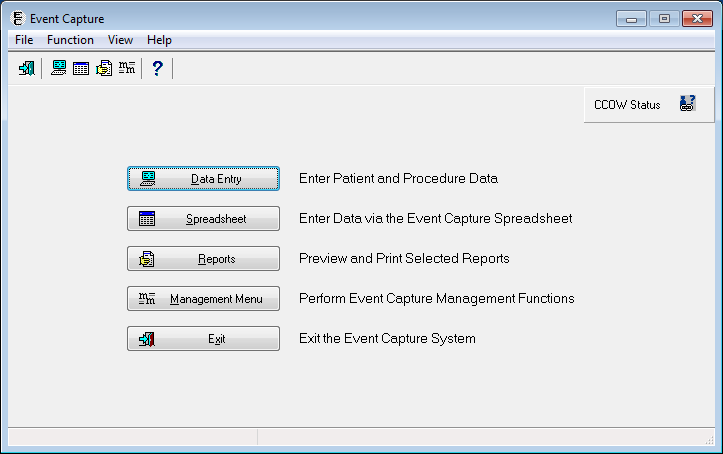 Event Capture
File Function View Help
CCOW Status
Data Entry Enter Patient and Procedure Data
Spreadsheet Enter Data via the Event Capture Spreadsheet
Reports Preview and Print Selected Reports
Management Menu Perform Event Capture Management Functions
Exit Exit the Event Capture System